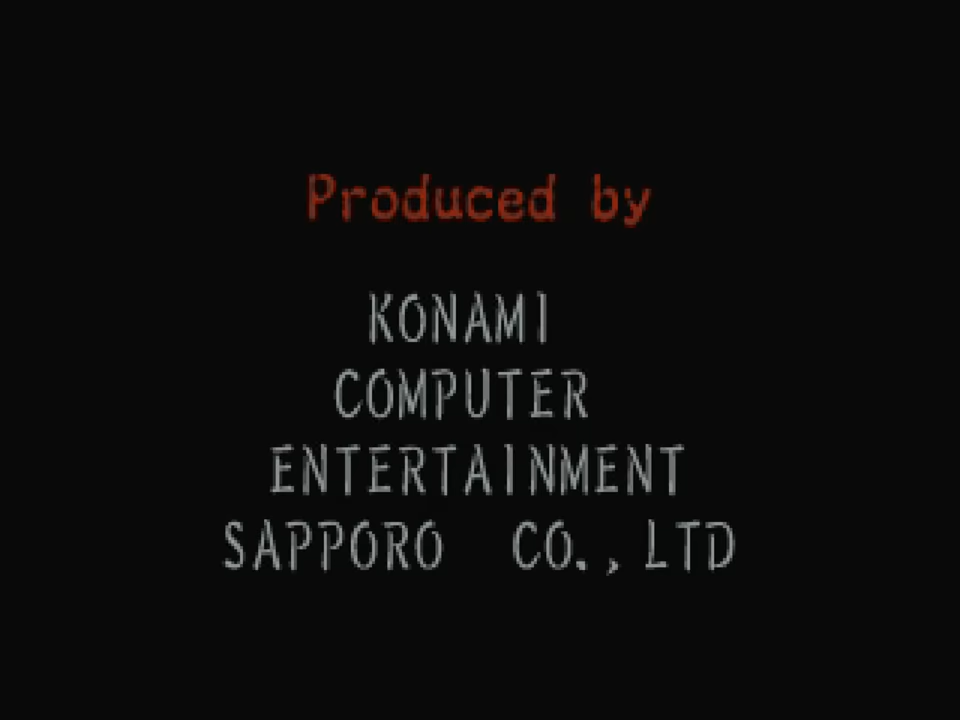 Produced by
KONAMI
COMPUTER
ENTERTAINMENT
SAPPORO CO.,LTD